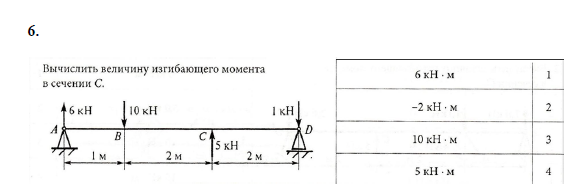 6.
Вычислить величину изгибающего момента
в сечении C.
6 кН
10 кН
1 кН
A
B
C
D
5 кН
1 м
2 м
2 м
6 кН · м 1
–2 кН · м 2
10 кН · м 3
5 кН · м 4